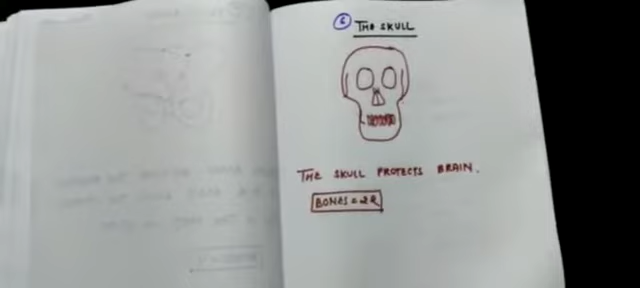 6 THE SKULL
THE SKULL PROTECTS BRAIN.
BONES = 22